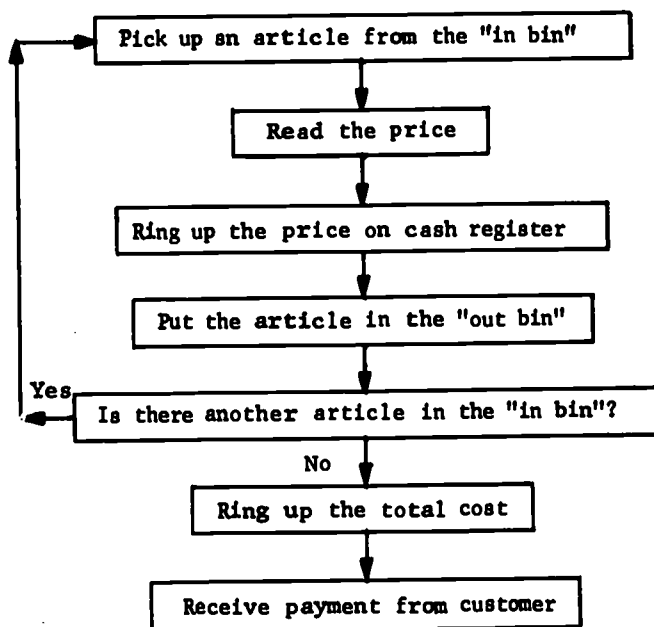 Pick up an article from the "in bin"
Read the price
Ring up the price on cash register
Put the article in the "out bin"
Yes
Is there another article in the "in bin"?
No
Ring up the total cost
Receive payment from customer